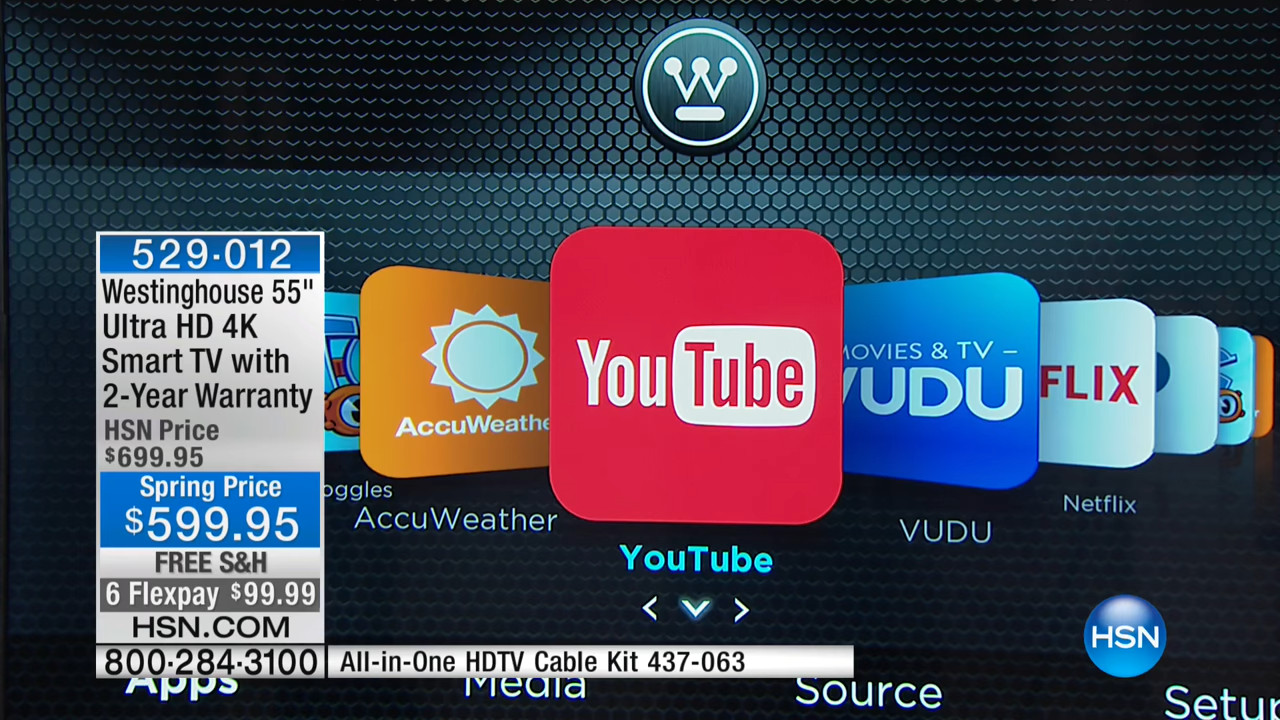 529-012
Westinghouse 55"
Ultra HD 4K
Smart TV with
2-Year Warranty
HSN Price
$699.95
Spring Price
$599.95
FREE S&H
6 Flexpay $99.99
HSN.COM
800-284-3100
All-in-One HDTV Cable Kit 437-063
W
AccuWeathe
YouTube
MOVIES & TV –
VUDU
FLIX
oggles
AccuWeather
YouTube
VUDU
Netflix
HSN
Apps
Media
Source
Setup